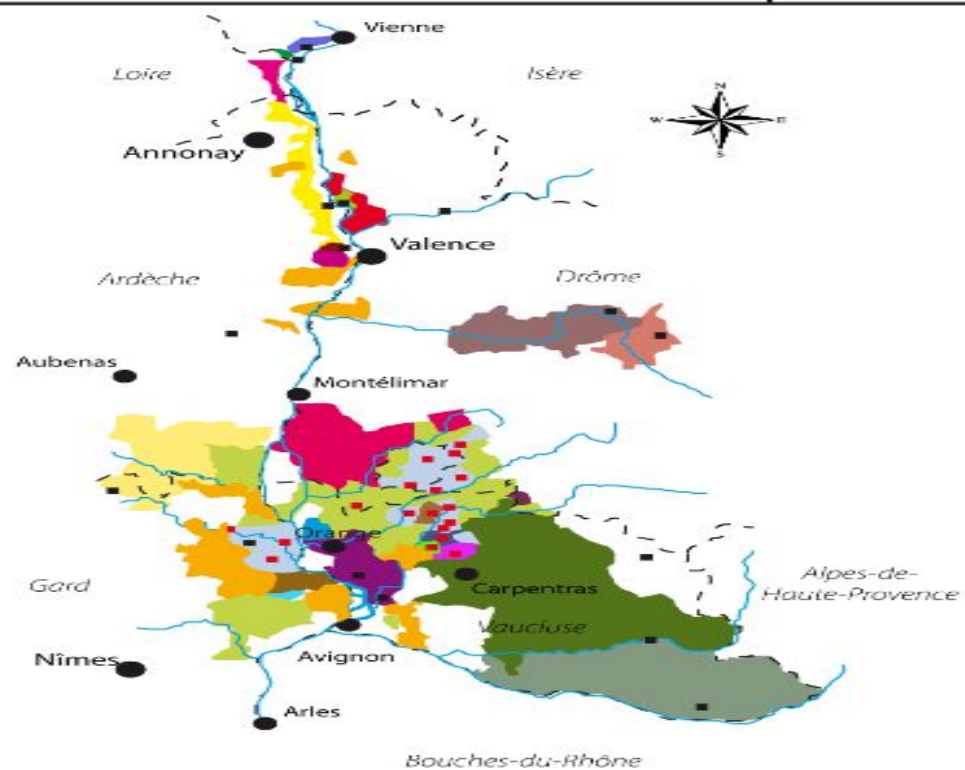 Vienne
Loire
Isère
N
W
E
S
Annonay
Valence
Ardèche
Drôme
Aubenas
Montélimar
Orange
Gard
Carpentras
Alpes-de-
Haute-Provence
Vaucluse
Nîmes
Avignon
Arles
Bouches-du-Rhône